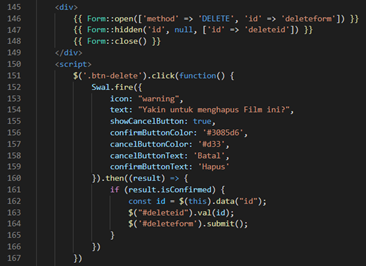 145 <div>
146 {{ Form::open(['method' => 'DELETE', 'id' => 'deleteform']) }}
147 {{ Form::hidden('id', null, ['id' => 'deleteid']) }}
148 {{ Form::close() }}
149 </div>
150 <script>
151 $('.btn-delete').click(function() {
152 Swal.fire({
153 icon: "warning",
154 text: "Yakin untuk menghapus Film ini?",
155 showCancelButton: true,
156 confirmButtonColor: '#3085d6',
157 cancelButtonColor: '#d33',
158 cancelButtonText: 'Batal',
159 confirmButtonText: 'Hapus'
160 }).then((result) => {
161 if (result.isConfirmed) {
162 const id = $(this).data("id");
163 $("#deleteid").val(id);
164 $('#deleteform').submit();
165 }
166 })
167 })